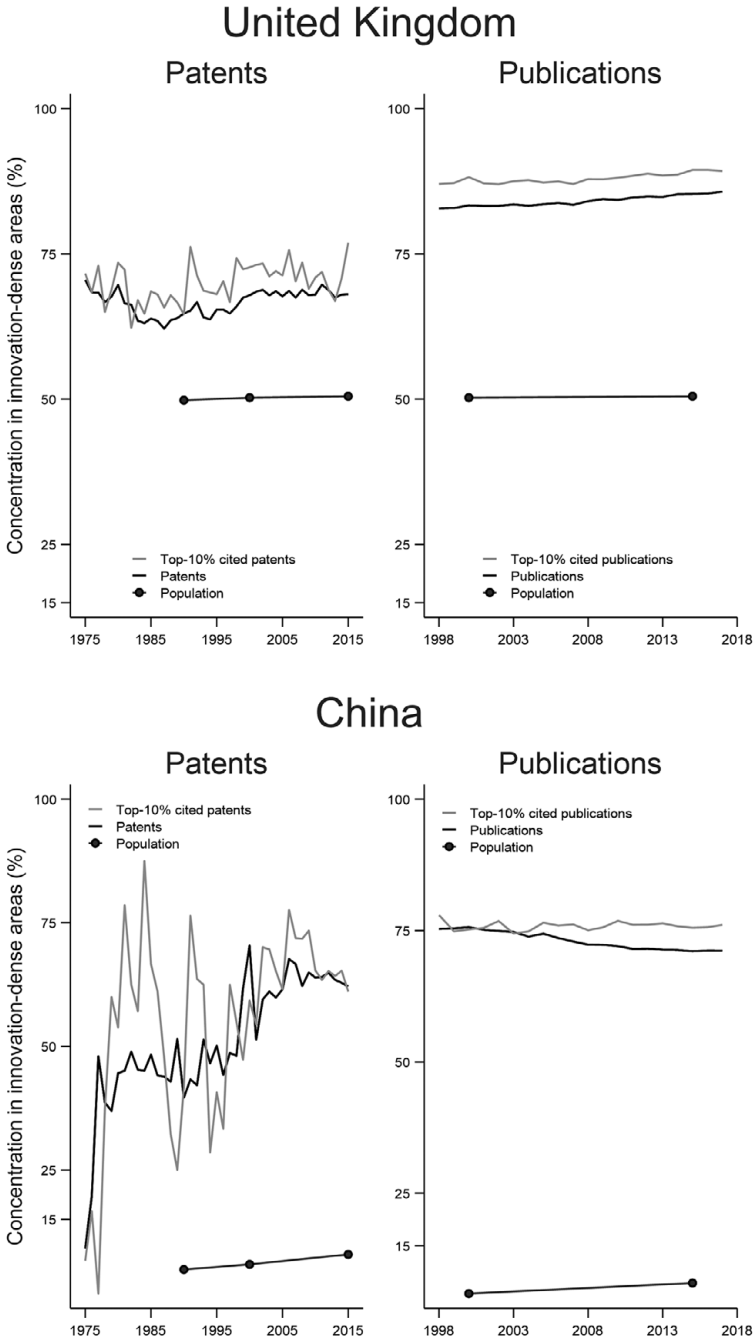 United Kingdom
Patents
Publications
Concentration in innovation-dense areas (%)
100
75
50
25
15
Top-10% cited patents
Patents
Population
1975
1985
1995
2005
2015
100
75
50
25
15
Top-10% cited publications
Publications
Population
1998
2003
2008
2013
2018
China
Patents
Publications
Concentration in innovation-dense areas (%)
100
75
50
25
15
Top-10% cited patents
Patents
Population
1975
1985
1995
2005
2015
100
75
50
25
15
Top-10% cited publications
Publications
Population
1998
2003
2008
2013
2018